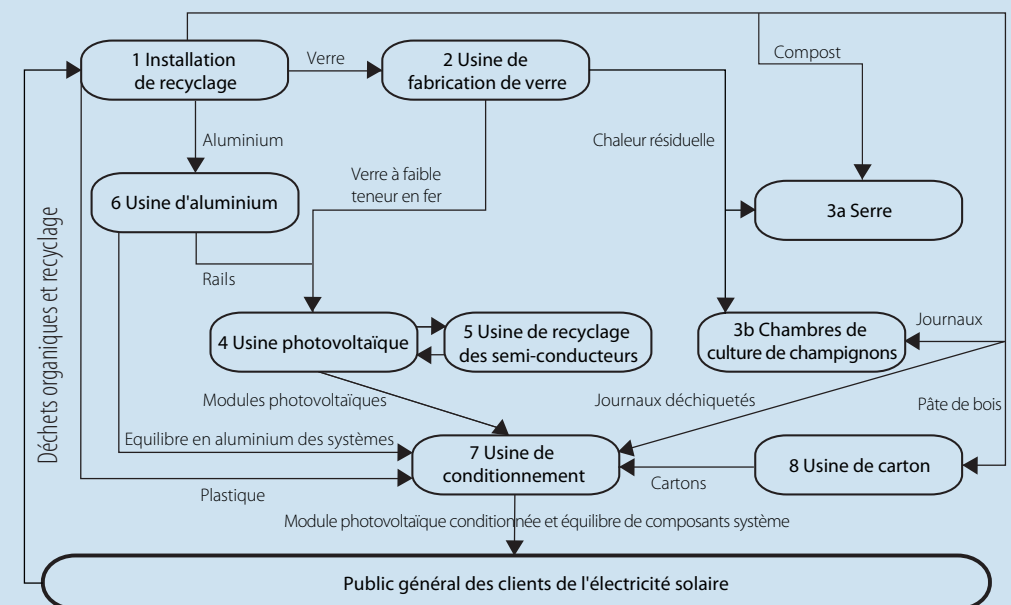 Compost
1 Installation
de recyclage
Verre
2 Usine de
fabrication de verre
Aluminium
Chaleur résiduelle
Verre à faible
teneur en fer
6 Usine d'aluminium
3a Serre
Déchets organiques et recyclage
Rails
4 Usine photovoltaïque
5 Usine de recyclage
des semi-conducteurs
3b Chambres de
culture de champignons
Journaux
Modules photovoltaïques
Journaux déchiquetés
Pâte de bois
Equilibre en aluminium des systèmes
7 Usine de
conditionnement
8 Usine de carton
Cartons
Plastique
Module photovoltaïque conditionnée et équilibre de composants système
Public général des clients de l'électricité solaire